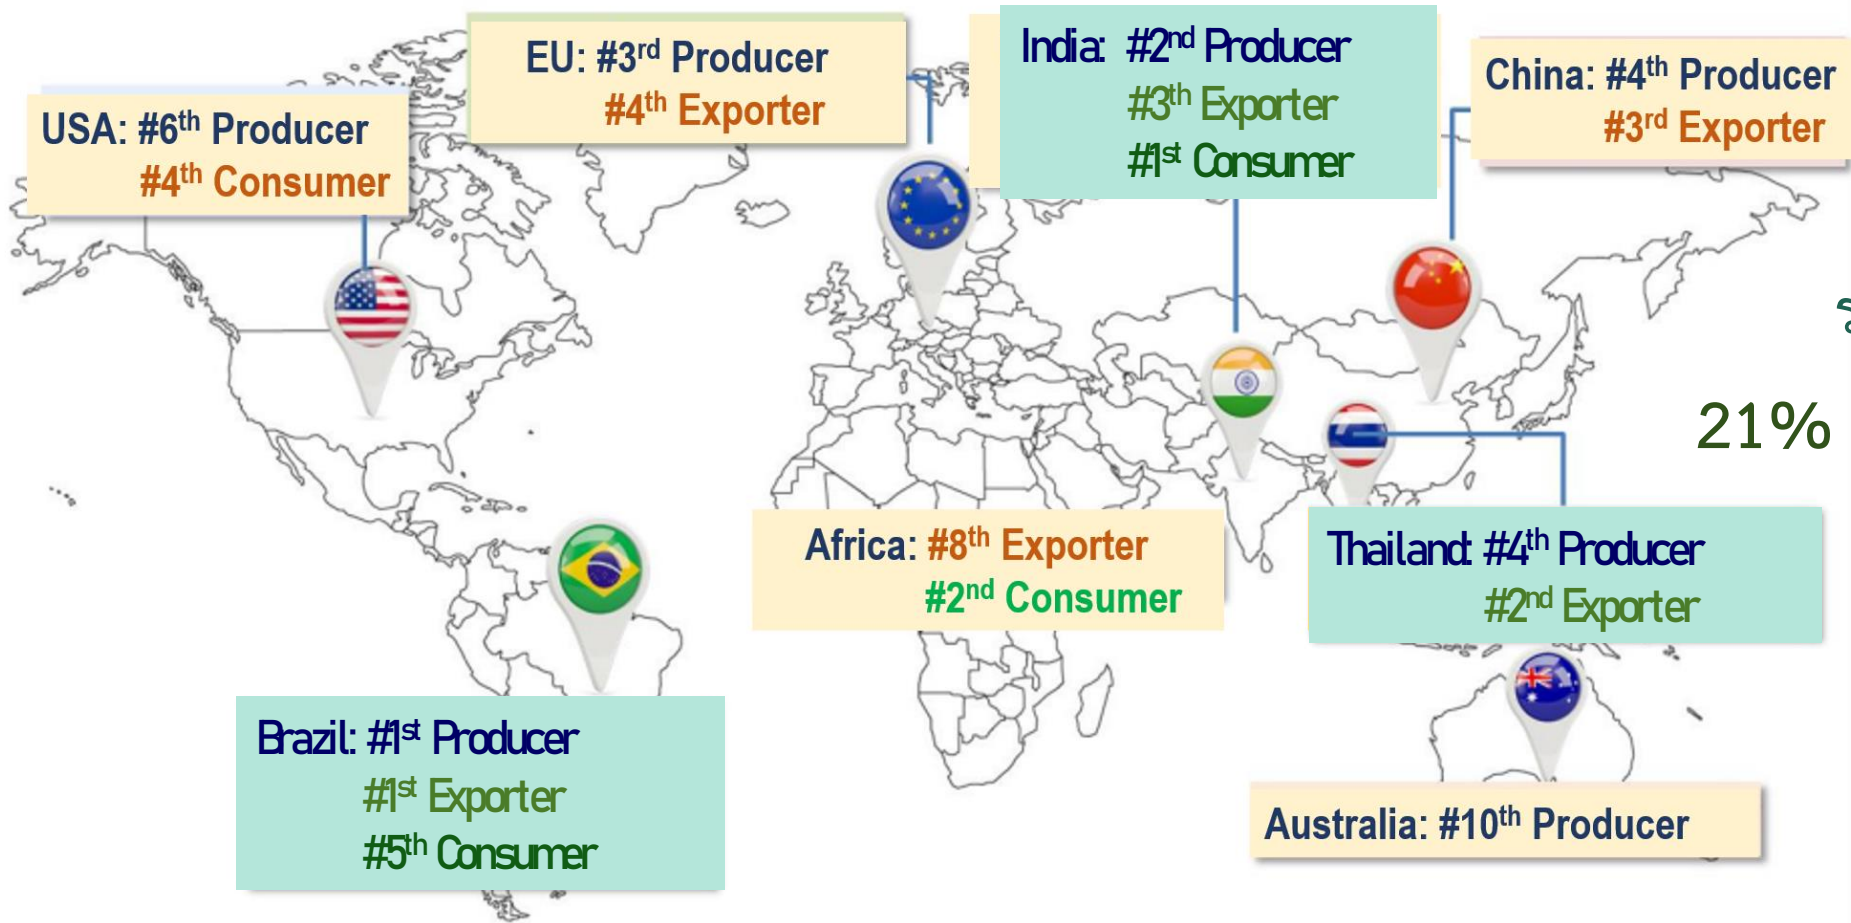 EU: #3rd Producer
#4th Exporter
India: #2nd Producer
#3th Exporter
#1st Consumer
China: #4th Producer
#3rd Exporter
USA: #6th Producer
#4th Consumer
21%
Africa: #8th Exporter
#2nd Consumer
Thailand: #4th Producer
#2nd Exporter
Brazil: #1st Producer
#1st Exporter
#5th Consumer
Australia: #10th Producer